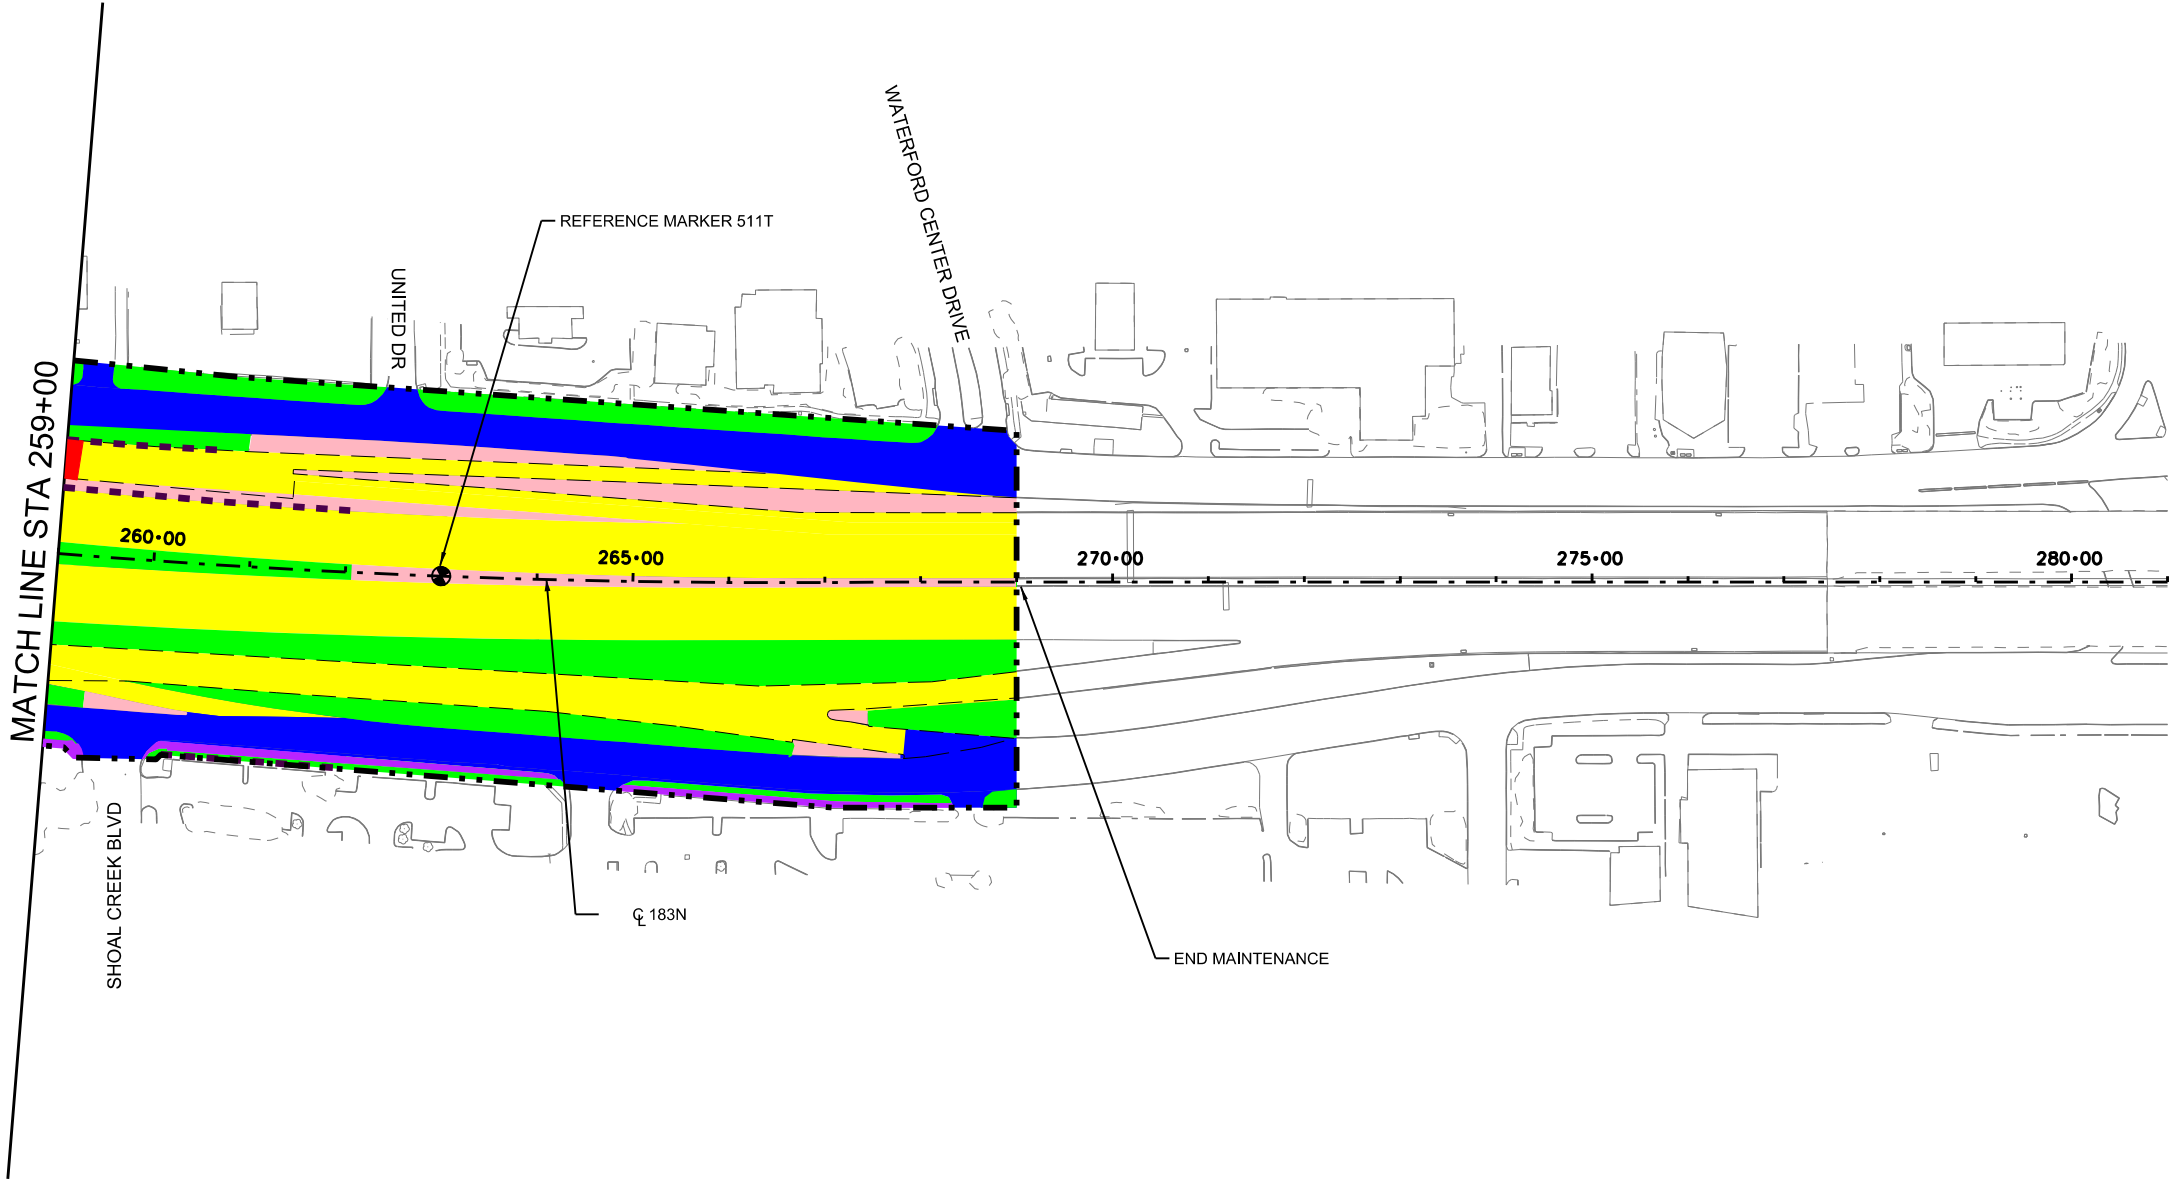 WATERFORD CENTER DRIVE
REFERENCE MARKER 511T
UNITED DR
MATCH LINE STA 259+00
260+00
265+00
270+00
275+00
280+00
SHOAL CREEK BLVD
℄ 183N
END MAINTENANCE